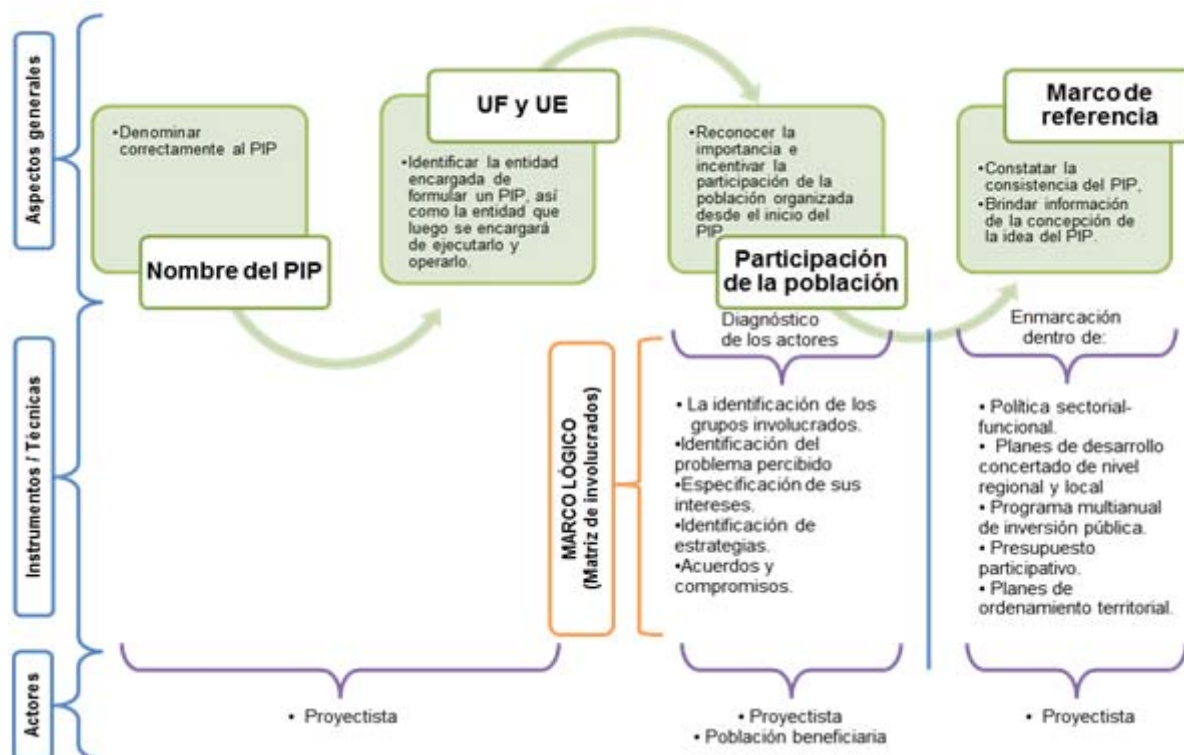 Aspectos generales
•Denominar
correctamente al PIP
Nombre del PIP
UF y UE
•Identificar la entidad
encargada de
formular un PIP, así
como la entidad que
luego se encargará
de ejecutarlo y
operarlo.
•Reconocer la
importancia e
incentivar la
participación de la
población organizada
desde el inicio del
PIP
Participación
de la población
Marco de
referencia
•Constatar la
consistencia del PIP,
•Brindar información
de la concepción de
la idea del PIP.
Instrumentos / Técnicas
MARCO LÓGICO
(Matriz de involucrados)
Diagnóstico
de los actores
• La identificación de los
grupos involucrados.
•Identificación del
problema percibido
•Especificación de sus
intereses.
•Identificación de
estrategias.
•Acuerdos y
compromisos.
Enmarcación
dentro de:
• Política sectorial-
funcional.
• Planes de desarrollo
concertado de nivel
regional y local
• Programa multianual
de inversión pública.
• Presupuesto
participativo.
• Planes de
ordenamiento territorial.
Actores
• Proyectista
• Proyectista
• Población beneficiaria
• Proyectista